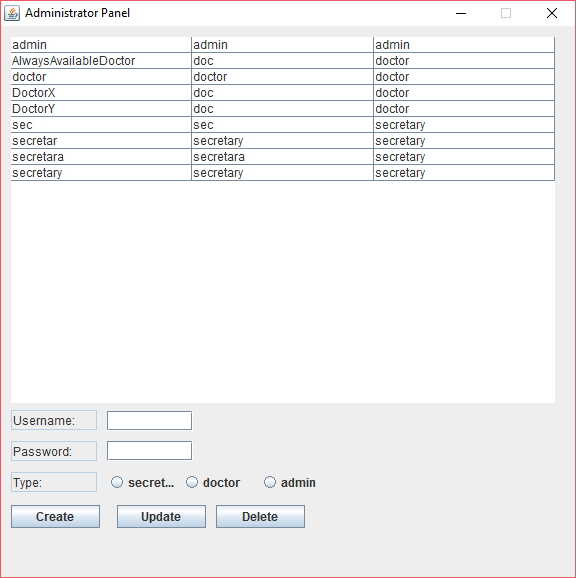 Administrator Panel
admin admin admin
AlwaysAvailableDoctor doc doctor
doctor doctor doctor
DoctorX doc doctor
DoctorY doc doctor
sec sec secretary
secretar secretary secretary
secretara secretara secretary
secretary secretary secretary
Username:
Password:
Type: secret... doctor admin
Create Update Delete